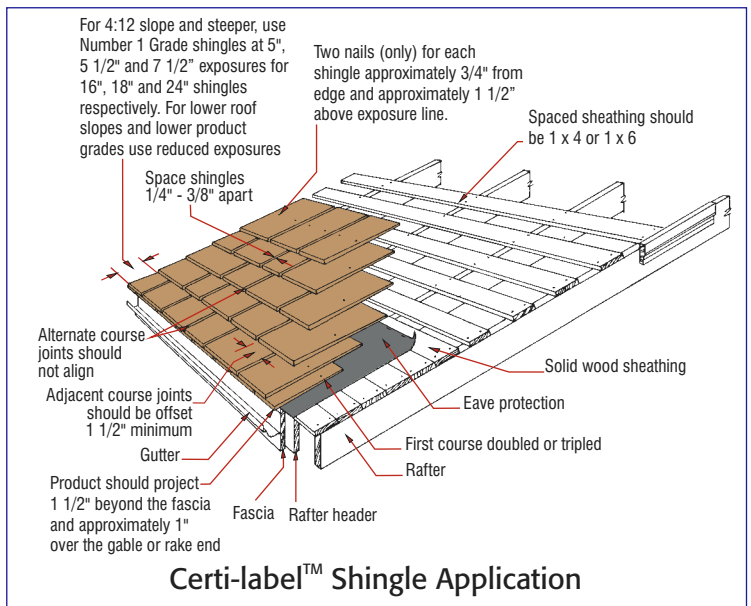 For 4:12 slope and steeper, use
Number 1 Grade shingles at 5",
5 1/2" and 7 1/2” exposures for
16", 18" and 24" shingles
respectively. For lower roof
slopes and lower product
grades use reduced exposures
Two nails (only) for each
shingle approximately 3/4" from
edge and approximately 1 1/2”
above exposure line.
Spaced sheathing should
be 1 x 4 or 1 x 6
Space shingles
1/4" - 3/8" apart
Alternate course
joints should
not align
Adjacent course joints
should be offset
1 1/2" minimum
Gutter
Product should project
1 1/2" beyond the fascia
and approximately 1"
over the gable or rake end
Fascia
Rafter header
Rafter
First course doubled or tripled
Eave protection
Solid wood sheathing
Certi-label™ Shingle Application